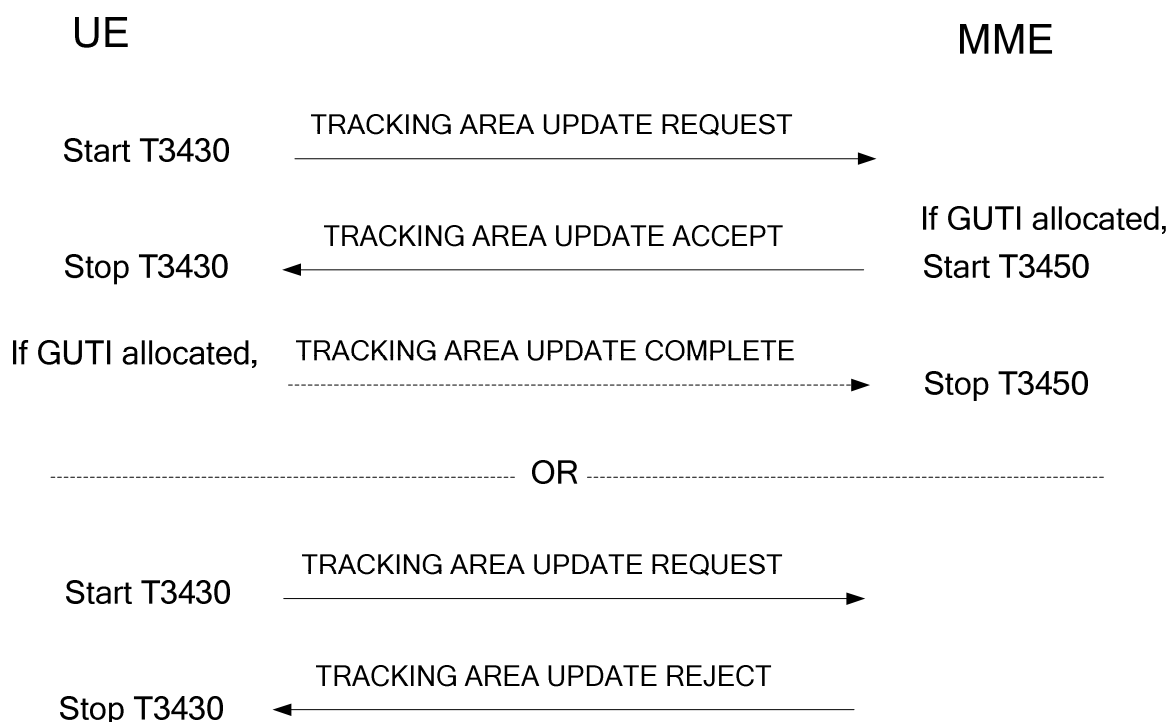 UE
MME
TRACKING AREA UPDATE REQUEST
Start T3430
If GUTI allocated,
TRACKING AREA UPDATE ACCEPT
Stop T3430
Start T3450
If GUTI allocated,
TRACKING AREA UPDATE COMPLETE
Stop T3450
OR
TRACKING AREA UPDATE REQUEST
Start T3430
TRACKING AREA UPDATE REJECT
Stop T3430